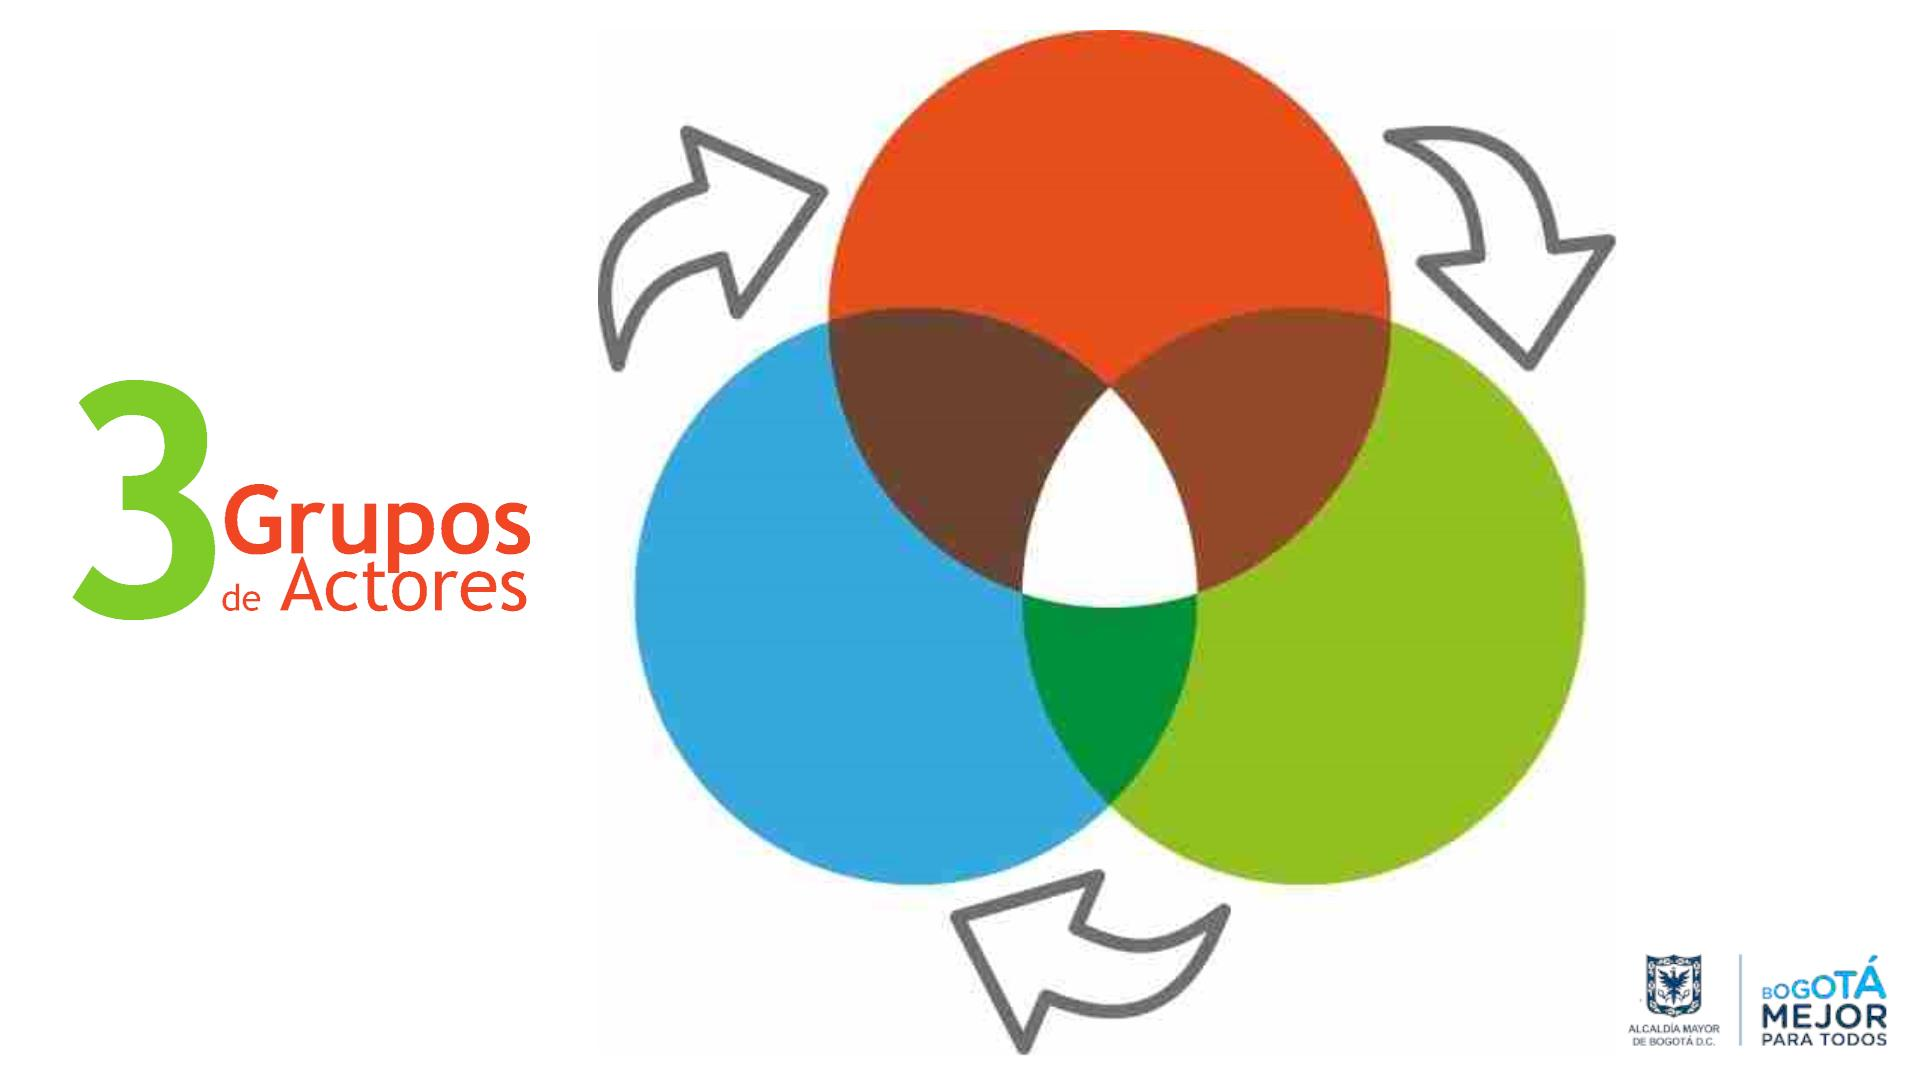 3 Grupos
de Actores
ALCALDÍA MAYOR
DE BOGOTÁ D.C.
BOGOTÁ
MEJOR
PARA TODOS